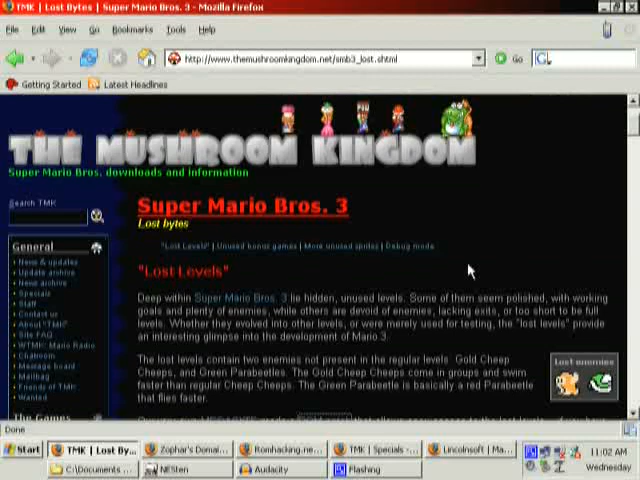 TMK | Lost Bytes | Super Mario Bros. 3 - Mozilla Firefox
File Edit View Go Bookmarks Tools Help
http://www.themushroomkingdom.net/smb3_lost.shtml
Go
Getting Started Latest Headlines
THE MUSHROOM KINGDOM
Super Mario Bros. downloads and information
Search TMK
Super Mario Bros. 3
Lost bytes
"Lost Levels" | Unused bonus games | More unused sprites | Debug mode
General
News & updates
Update archive
News archive
Specials
Staff
Contact us
About "TMK"
Site FAQ
WTMK: Mario Radio
Chatroom
Message board
Mailbag
Friends of TMK
Wanted
The Games
"Lost Levels"
Deep within Super Mario Bros. 3 lie hidden, unused levels. Some of them seem polished, with working
goals and plenty of enemies, while others are devoid of enemies, lacking exits, or too short to be full
levels. Whether they evolved into other levels, or were merely used for testing, the "lost levels" provide
an interesting glimpse into the development of Mario 3.
The lost levels contain two enemies not present in the regular levels: Gold Cheep
Cheeps, and Green Parabeetles. The Gold Cheep Cheeps come in groups and swim
faster than regular Cheep Cheeps. The Green Parabeetle is basically a red Parabeetle
that flies faster.
Lost enemies
Done
Start
TMK | Lost By...
Zophar's Domai...
Romhacking.ne...
TMK | Specials -...
Lincolnsoft | Ma...
C:\Documents ...
NESten
Audacity
Flashing
11:02 AM
Wednesday